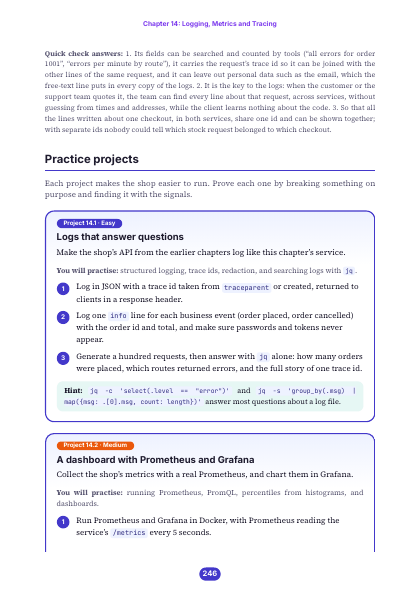 Chapter 14: Logging, Metrics and Tracing
Quick check answers: 1. Its fields can be searched and counted by tools (“all errors for order
1001”, “errors per minute by route”), it carries the request’s trace id so it can be joined with the
other lines of the same request, and it can leave out personal data such as the email, which the
free-text line puts in every copy of the logs. 2. It is the key to the logs: when the customer or the
support team quotes it, the team can find every line about that request, across services, without
guessing from times and addresses, while the client learns nothing about the code. 3. So that all
the lines written about one checkout, in both services, share one id and can be shown together;
with separate ids nobody could tell which stock request belonged to which checkout.
Practice projects
Each project makes the shop easier to run. Prove each one by breaking something on
purpose and finding it with the signals.
Project 14.1 · Easy
Logs that answer questions
Make the shop’s API from the earlier chapters log like this chapter’s service.
You will practise: structured logging, trace ids, redaction, and searching logs with jq.
1 Log in JSON with a trace id taken from traceparent or created, returned to
clients in a response header.
2 Log one info line for each business event (order placed, order cancelled)
with the order id and total, and make sure passwords and tokens never
appear.
3 Generate a hundred requests, then answer with jq alone: how many orders
were placed, which routes returned errors, and the full story of one trace id.
Hint: jq -c 'select(.level == "error")' and jq -s 'group_by(.msg) |
map({msg: .[0].msg, count: length})' answer most questions about a log file.
Project 14.2 · Medium
A dashboard with Prometheus and Grafana
Collect the shop’s metrics with a real Prometheus, and chart them in Grafana.
You will practise: running Prometheus, PromQL, percentiles from histograms, and
dashboards.
1 Run Prometheus and Grafana in Docker, with Prometheus reading the
service’s /metrics every 5 seconds.
246